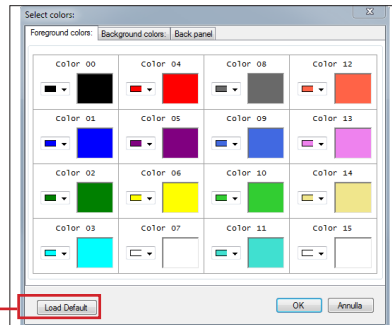 Select colors:
Foreground colors: Background colors: Back panel
Color 00 Color 04 Color 08 Color 12
Color 01 Color 05 Color 09 Color 13
Color 02 Color 06 Color 10 Color 14
Color 03 Color 07 Color 11 Color 15
Load Default OK Annulla